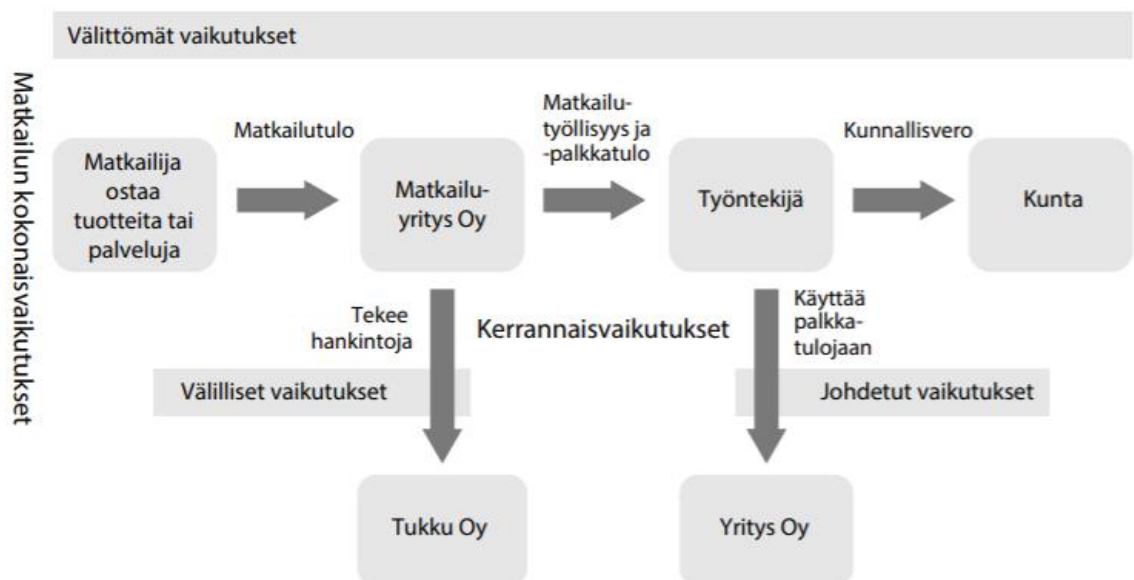 Välittömät vaikutukset
Matkailun kokonaisvaikutukset
Matkailija
ostaa
tuotteita tai
palveluja
Matkailutulo
Matkailu-
yritys Oy
Matkailu-
työllisyys ja
-palkkatulo
Työntekijä
Kunnallisvero
Kunta
Tekee
hankintoja
Kerrannaisvaikutukset
Käyttää
palkka-
tulojaan
Välilliset vaikutukset
Johdetut vaikutukset
Tukku Oy
Yritys Oy